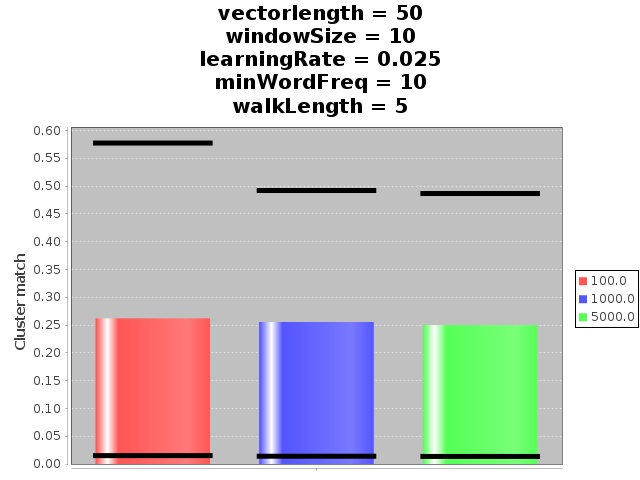 vectorlength = 50
windowSize = 10
learningRate = 0.025
minWordFreq = 10
walkLength = 5
0.60
0.55
0.50
0.45
0.40
0.35
0.30
0.25
0.20
0.15
0.10
0.05
0.00
Cluster match
100.0
1000.0
5000.0